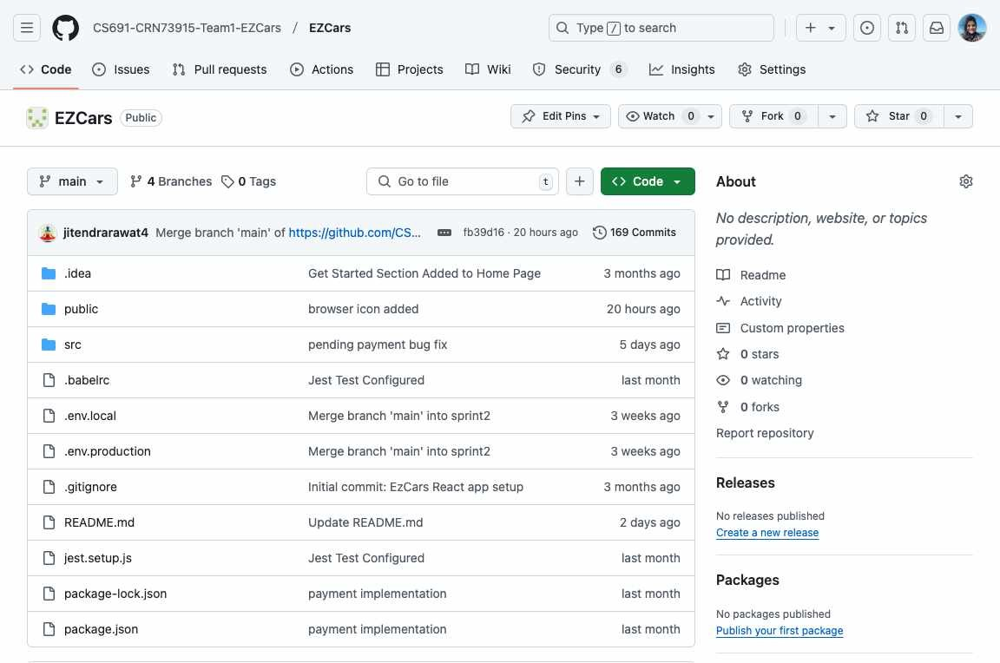 CS691-CRN73915-Team1-EZCars / EZCars Type / to search
Code Issues Pull requests Actions Projects Wiki Security 6 Insights Settings
EZCars Public Edit Pins Watch 0 Fork 0 Star 0
main 4 Branches 0 Tags Go to file t Code
jitendrarawat4 Merge branch 'main' of https://github.com/CS... fb39d16 · 20 hours ago 169 Commits
.idea Get Started Section Added to Home Page 3 months ago
public browser icon added 20 hours ago
src pending payment bug fix 5 days ago
.babelrc Jest Test Configured last month
.env.local Merge branch 'main' into sprint2 3 weeks ago
.env.production Merge branch 'main' into sprint2 3 weeks ago
.gitignore Initial commit: EzCars React app setup 3 months ago
README.md Update README.md 2 days ago
jest.setup.js Jest Test Configured last month
package-lock.json payment implementation last month
package.json payment implementation last month
About
No description, website, or topics
provided.
Readme
Activity
Custom properties
0 stars
0 watching
0 forks
Report repository
Releases
No releases published
Create a new release
Packages
No packages published
Publish your first package